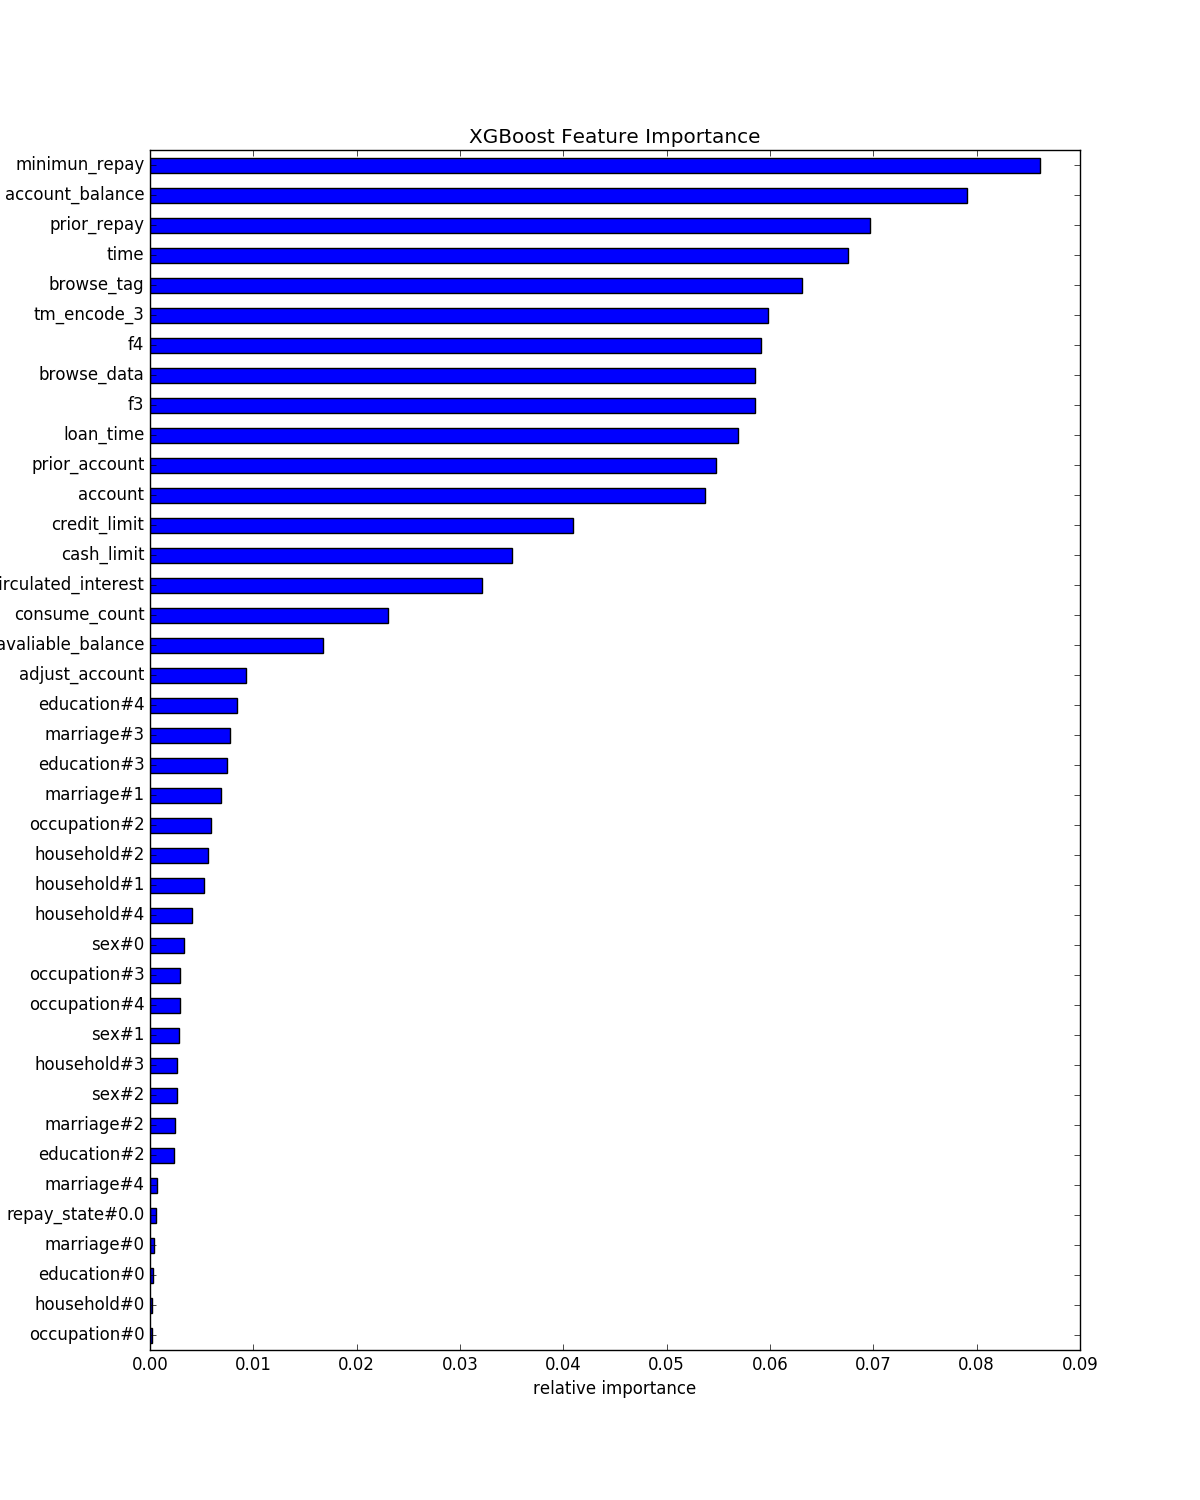 XGBoost Feature Importance
minimun_repay
account_balance
prior_repay
time
browse_tag
tm_encode_3
f4
browse_data
f3
loan_time
prior_account
account
credit_limit
cash_limit
irculated_interest
consume_count
avaliable_balance
adjust_account
education#4
marriage#3
education#3
marriage#1
occupation#2
household#2
household#1
household#4
sex#0
occupation#3
occupation#4
sex#1
household#3
sex#2
marriage#2
education#2
marriage#4
repay_state#0.0
marriage#0
education#0
household#0
occupation#0
0.00 0.01 0.02 0.03 0.04 0.05 0.06 0.07 0.08 0.09
relative importance